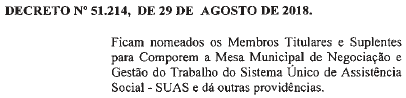 DECRETO Nº 51.214, DE 29 DE AGOSTO DE 2018.
Ficam nomeados os Membros Titulares e Suplentes
para Comporem a Mesa Municipal de Negociação e
Gestão do Trabalho do Sistema Único de Assistência
Social - SUAS e dá outras providências.